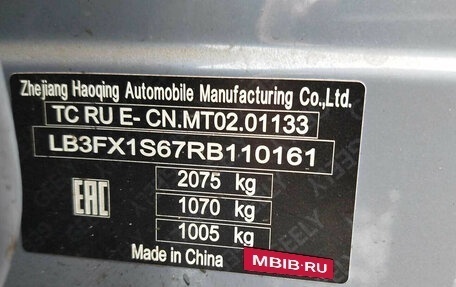 Zhejiang Haoqing Automobile Manufacturing Co.,Ltd.
TC RU E- CN.MT02.01133
LB3FX1S67RB110161
2075 kg
EAC
1070 kg
1005 kg
Made in China
MBIB.RU
GEELY